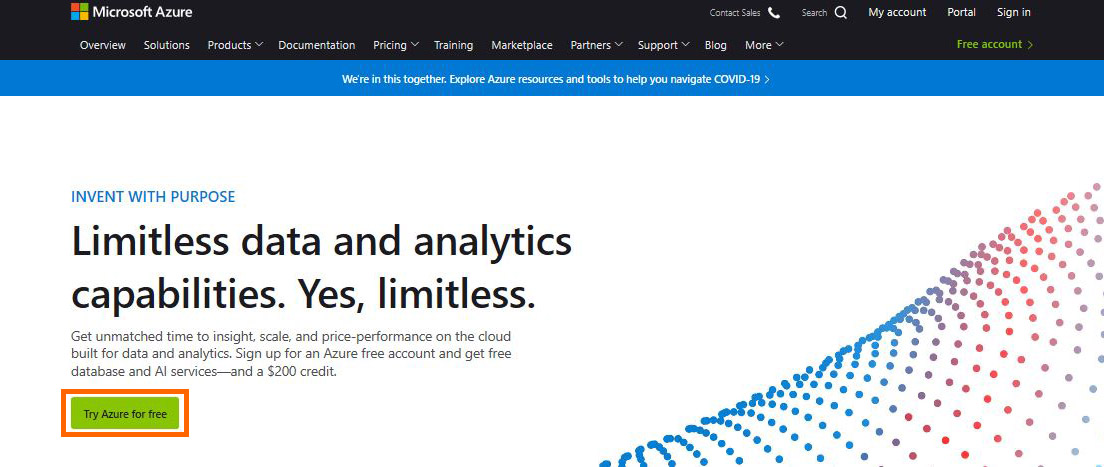 Microsoft Azure
Contact Sales Search My account Portal Sign in
Overview Solutions Products Documentation Pricing Training Marketplace Partners Support Blog More Free account
We're in this together. Explore Azure resources and tools to help you navigate COVID-19
INVENT WITH PURPOSE
Limitless data and analytics
capabilities. Yes, limitless.
Get unmatched time to insight, scale, and price-performance on the cloud
built for data and analytics. Sign up for an Azure free account and get free
database and AI services—and a $200 credit.
Try Azure for free